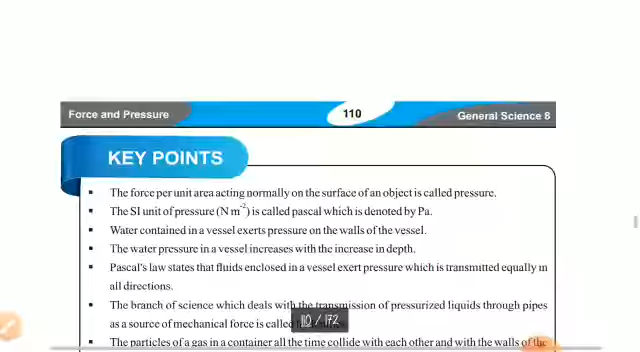 Force and Pressure
110
General Science 8
KEY POINTS
▪ The force per unit area acting normally on the surface of an object is called pressure.
▪ The SI unit of pressure (N m⁻²) is called pascal which is denoted by Pa.
▪ Water contained in a vessel exerts pressure on the walls of the vessel.
▪ The water pressure in a vessel increases with the increase in depth.
▪ Pascal's law states that fluids enclosed in a vessel exert pressure which is transmitted equally in
all directions.
▪ The branch of science which deals with the transmission of pressurized liquids through pipes
as a source of mechanical force is called
110 / 172
▪ The particles of a gas in a container all the time collide with each other and with the walls of the